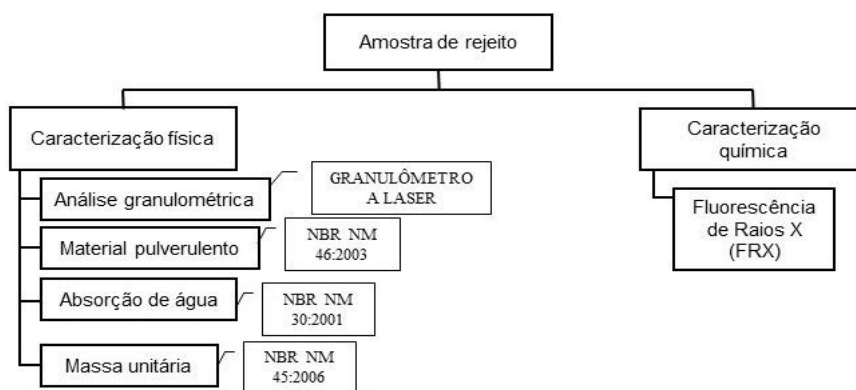 Amostra de rejeito
Caracterização física
Análise granulométrica
GRANULÔMETRO
A LASER
Material pulverulento
NBR NM
46:2003
Absorção de água
NBR NM
30:2001
Massa unitária
NBR NM
45:2006
Caracterização
química
Fluorescência
de Raios X
(FRX)